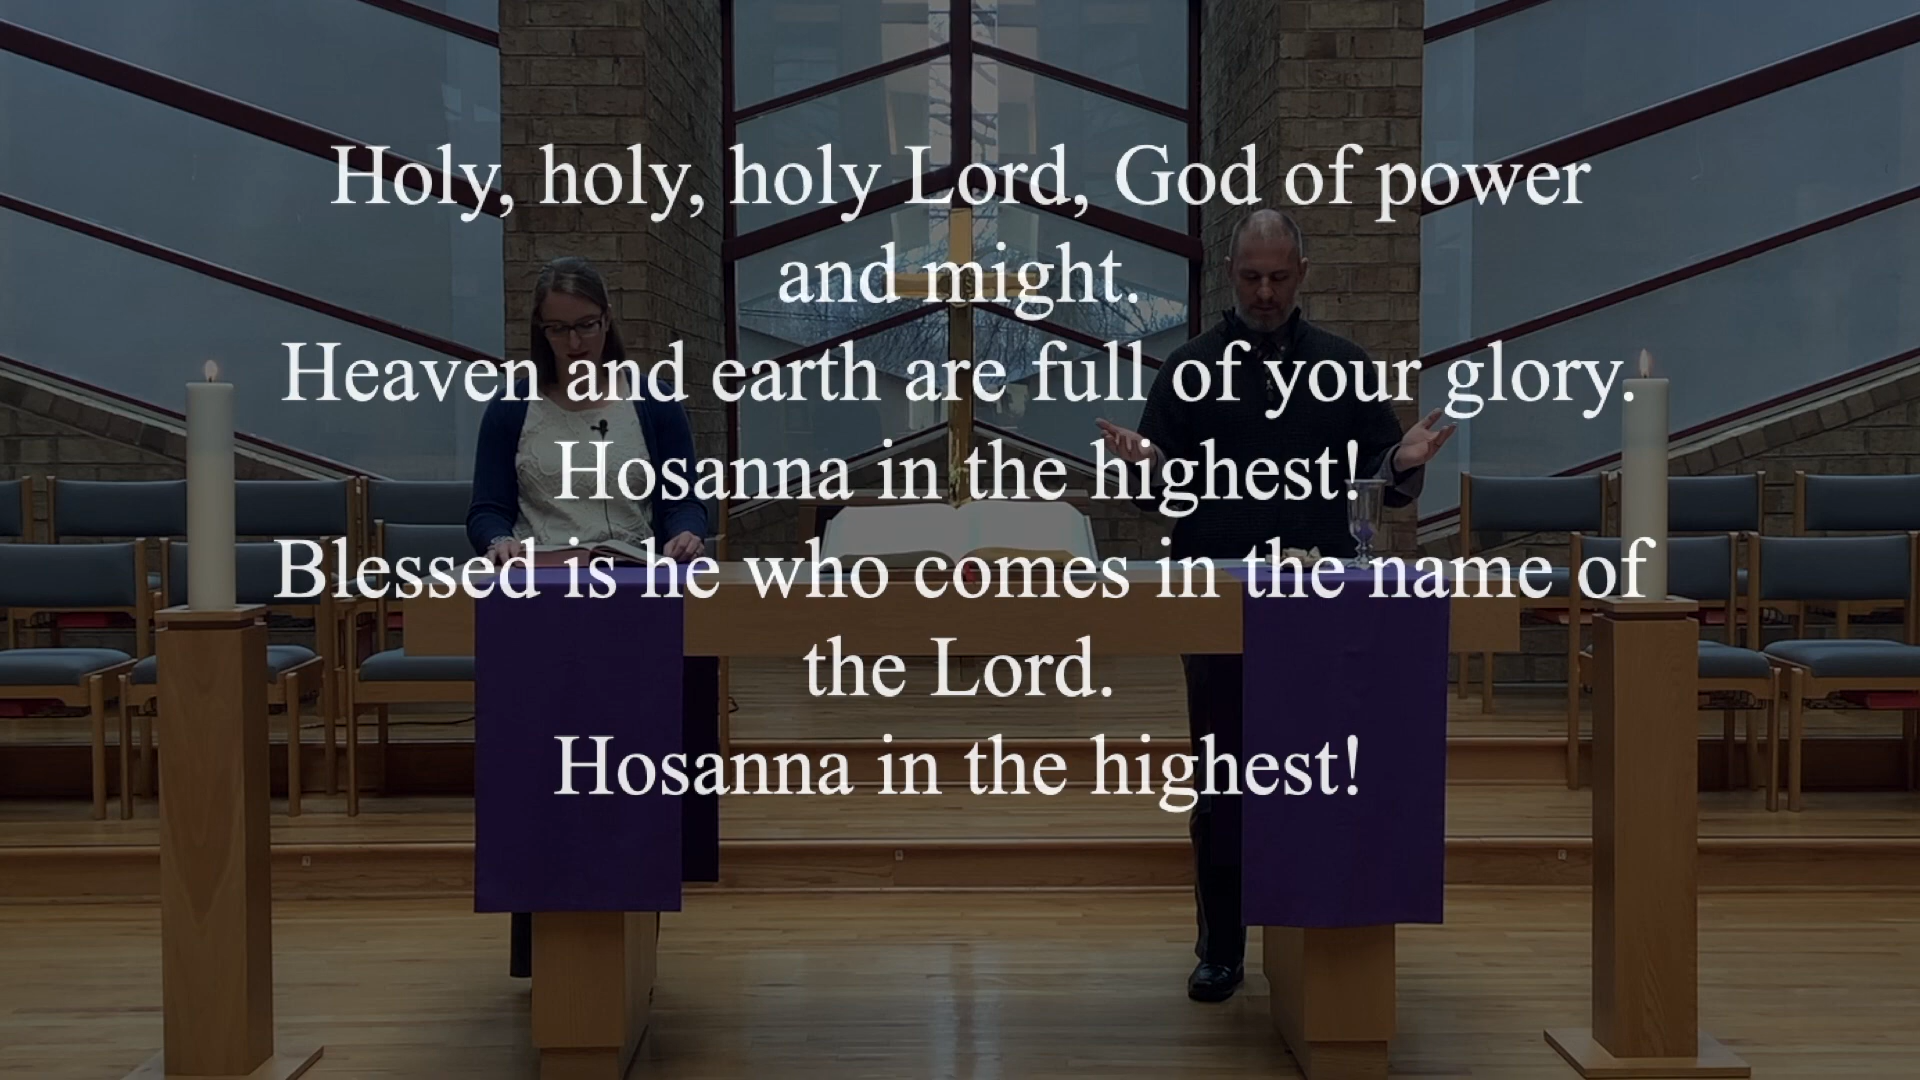 Holy, holy, holy Lord, God of power
and might.
Heaven and earth are full of your glory.
Hosanna in the highest!
Blessed is he who comes in the name of
the Lord.
Hosanna in the highest!